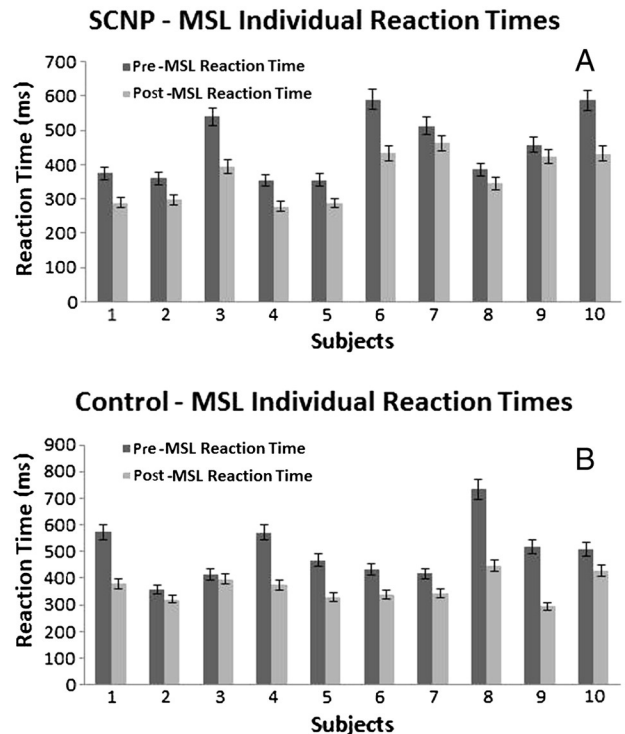 SCNP - MSL Individual Reaction Times
A
Pre-MSL Reaction Time
Post-MSL Reaction Time
Reaction Time (ms)
700
600
500
400
300
200
100
0
1 2 3 4 5 6 7 8 9 10
Subjects
Control - MSL Individual Reaction Times
B
Pre-MSL Reaction Time
Post-MSL Reaction Time
Reaction Time (ms)
900
800
700
600
500
400
300
200
100
0
1 2 3 4 5 6 7 8 9 10
Subjects